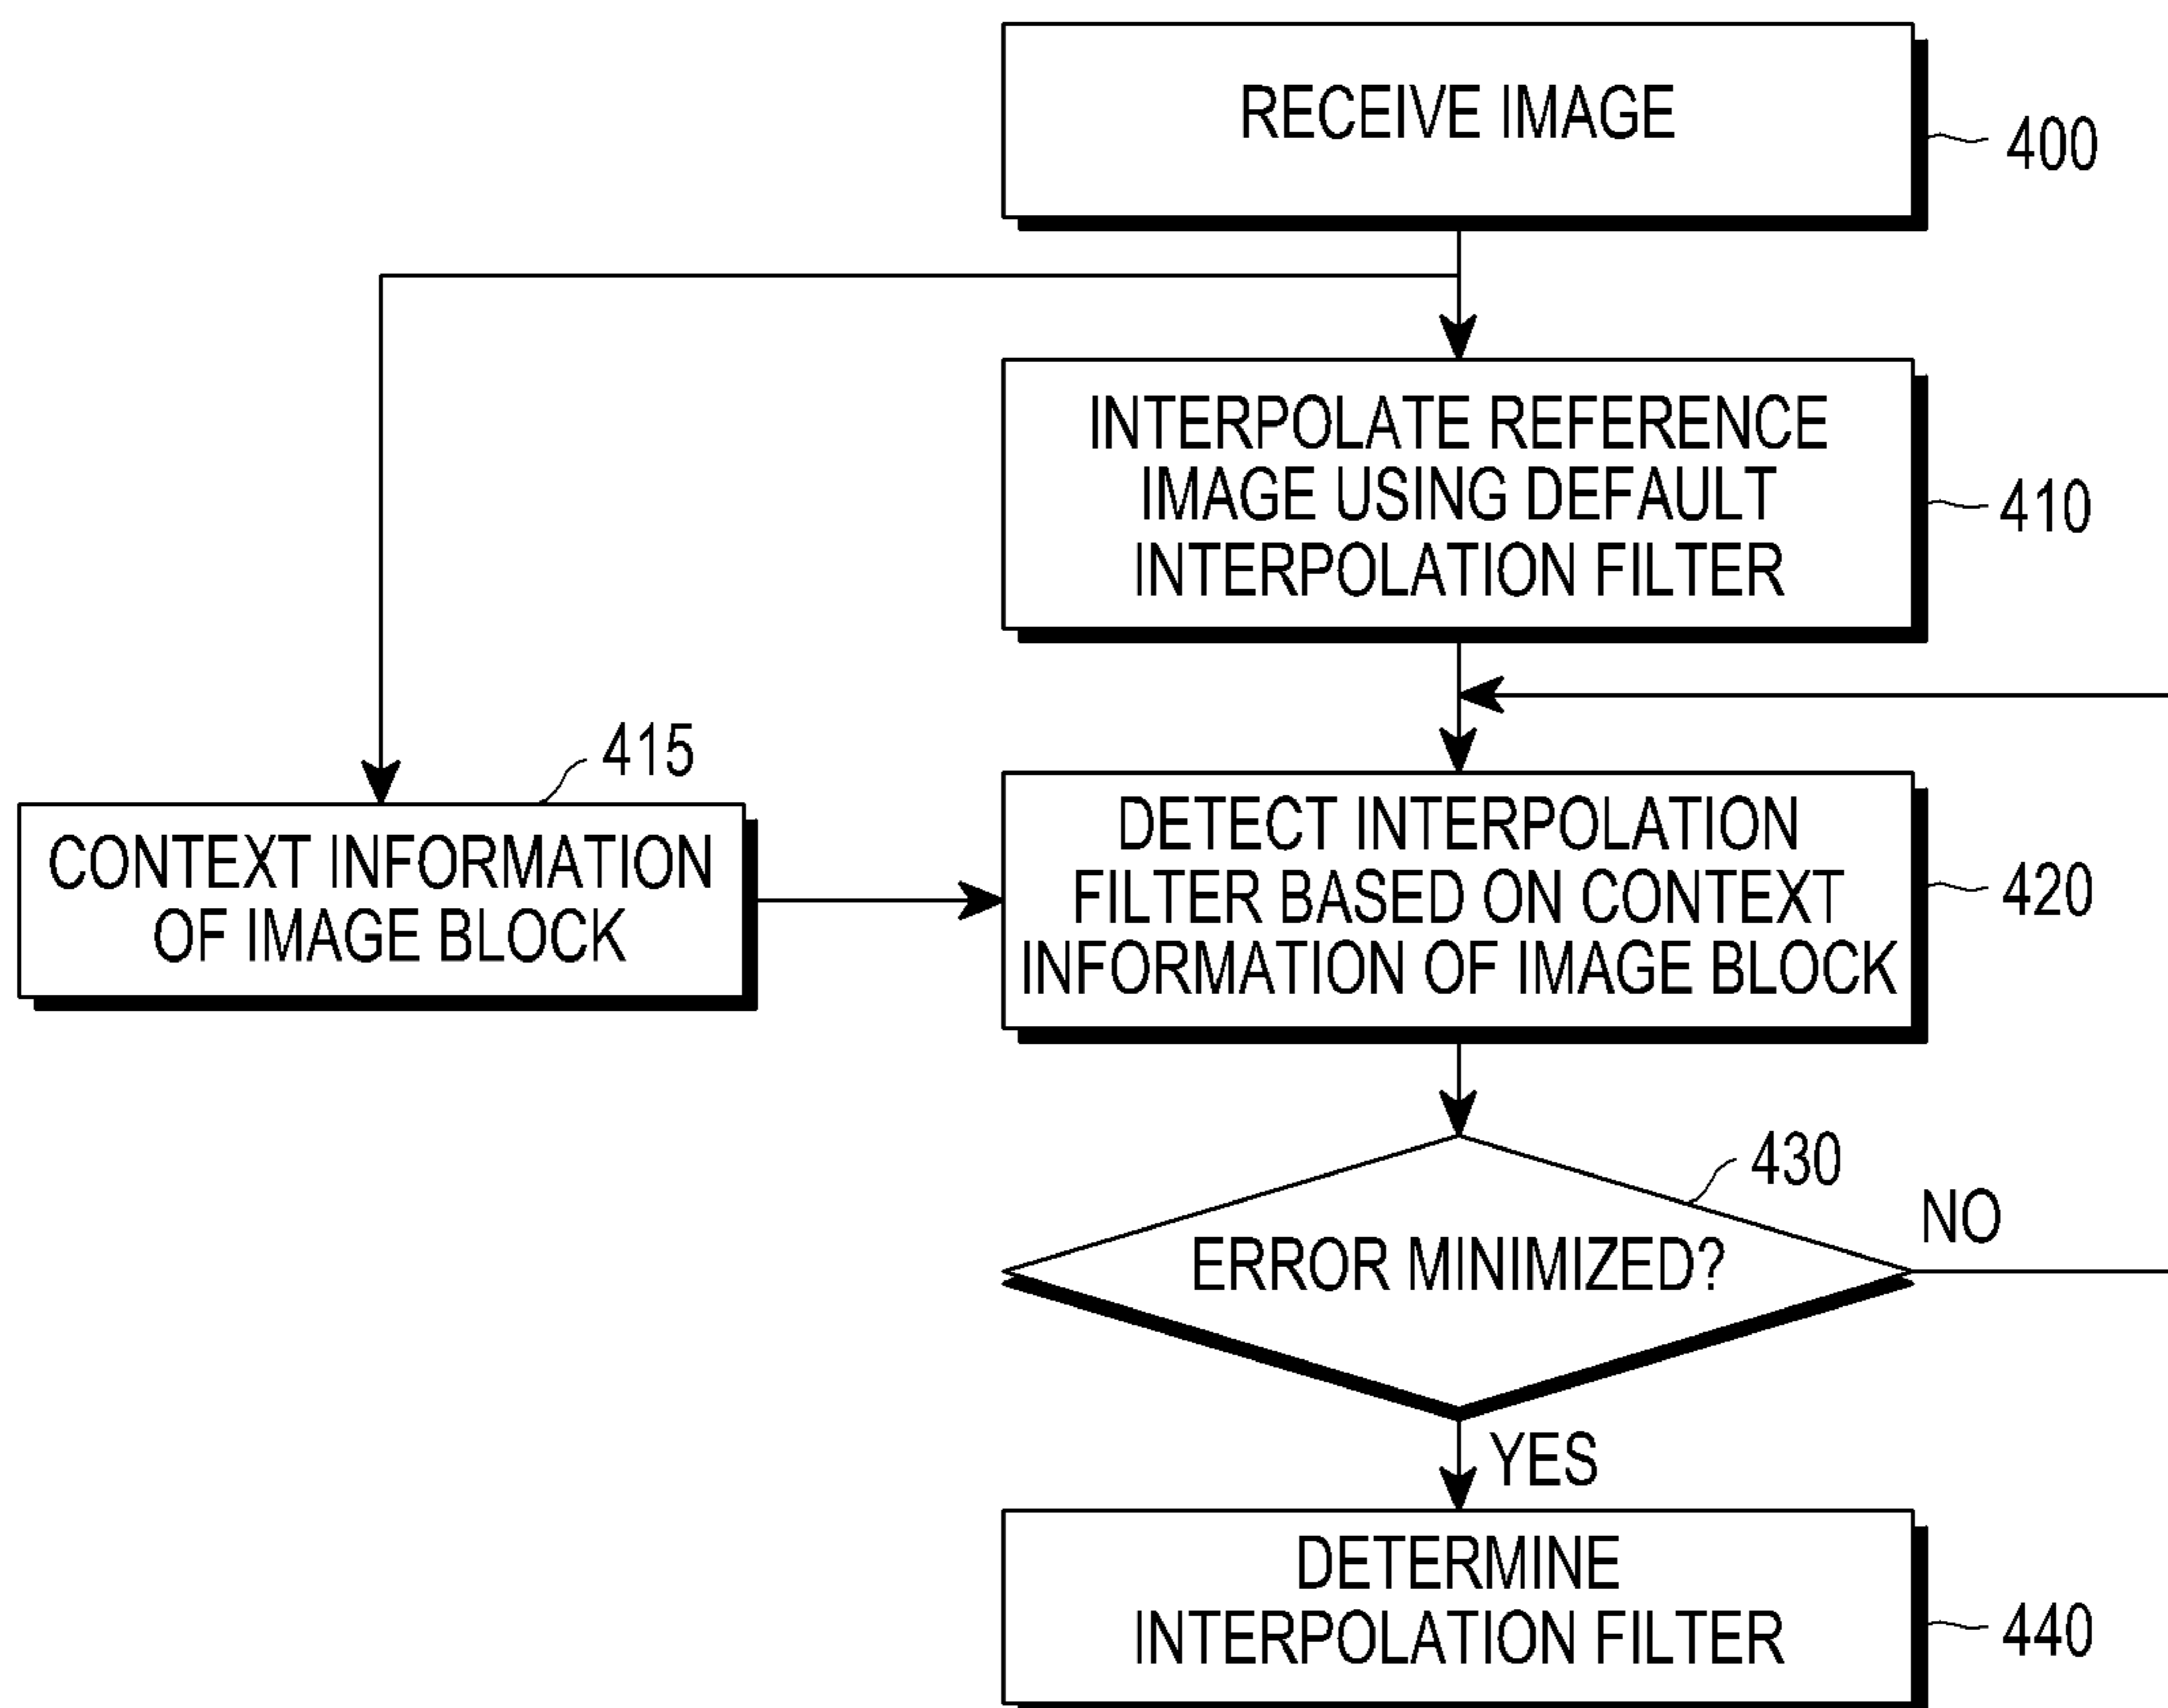 RECEIVE IMAGE
400
INTERPOLATE REFERENCE
IMAGE USING DEFAULT
INTERPOLATION FILTER
410
415
CONTEXT INFORMATION
OF IMAGE BLOCK
DETECT INTERPOLATION
FILTER BASED ON CONTEXT
INFORMATION OF IMAGE BLOCK
420
430
ERROR MINIMIZED?
NO
YES
DETERMINE
INTERPOLATION FILTER
440